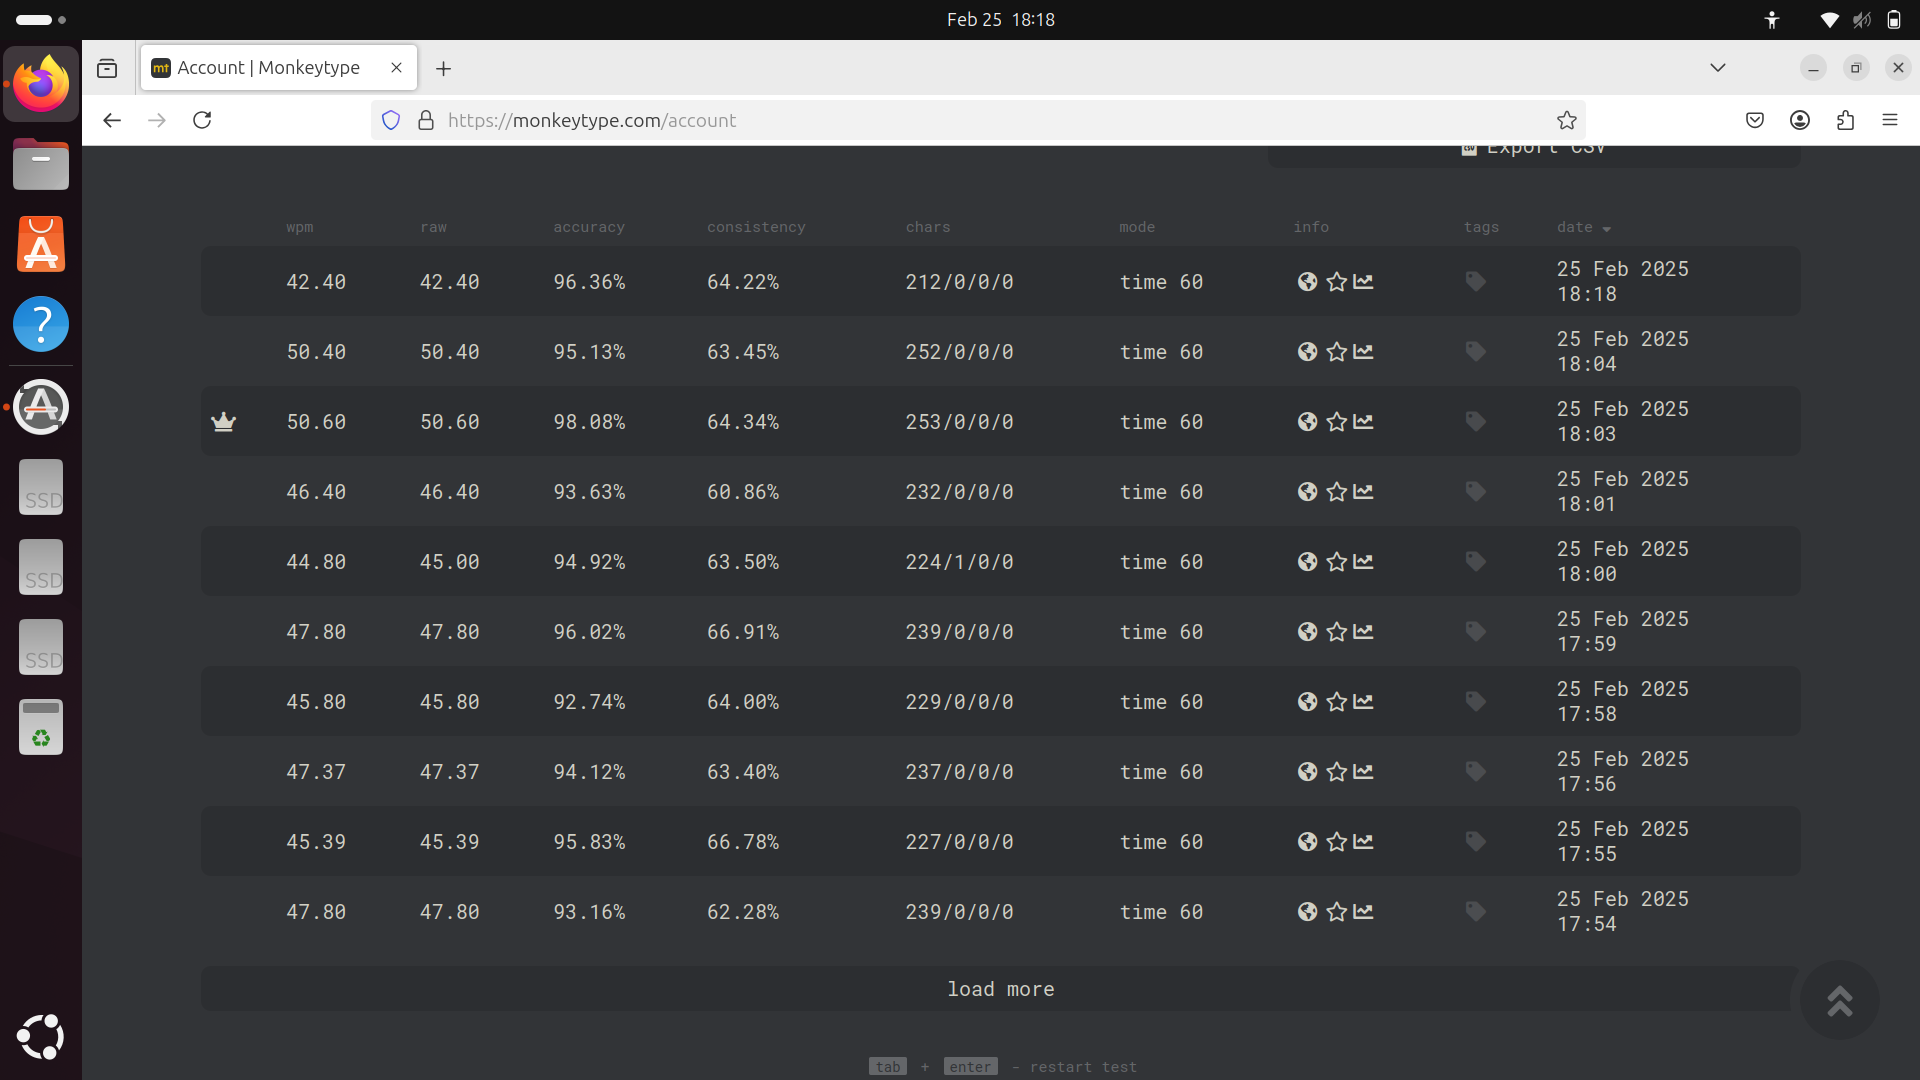 Feb 25 18:18
mt Account | Monkeytype
https://monkeytype.com/account
Export CSV
wpm raw accuracy consistency chars mode info tags date
42.40 42.40 96.36% 64.22% 212/0/0/0 time 60 25 Feb 2025
18:18
50.40 50.40 95.13% 63.45% 252/0/0/0 time 60 25 Feb 2025
18:04
50.60 50.60 98.08% 64.34% 253/0/0/0 time 60 25 Feb 2025
18:03
46.40 46.40 93.63% 60.86% 232/0/0/0 time 60 25 Feb 2025
18:01
44.80 45.00 94.92% 63.50% 224/1/0/0 time 60 25 Feb 2025
18:00
47.80 47.80 96.02% 66.91% 239/0/0/0 time 60 25 Feb 2025
17:59
45.80 45.80 92.74% 64.00% 229/0/0/0 time 60 25 Feb 2025
17:58
47.37 47.37 94.12% 63.40% 237/0/0/0 time 60 25 Feb 2025
17:56
45.39 45.39 95.83% 66.78% 227/0/0/0 time 60 25 Feb 2025
17:55
47.80 47.80 93.16% 62.28% 239/0/0/0 time 60 25 Feb 2025
17:54
load more
tab + enter - restart test
SSD
SSD
SSD